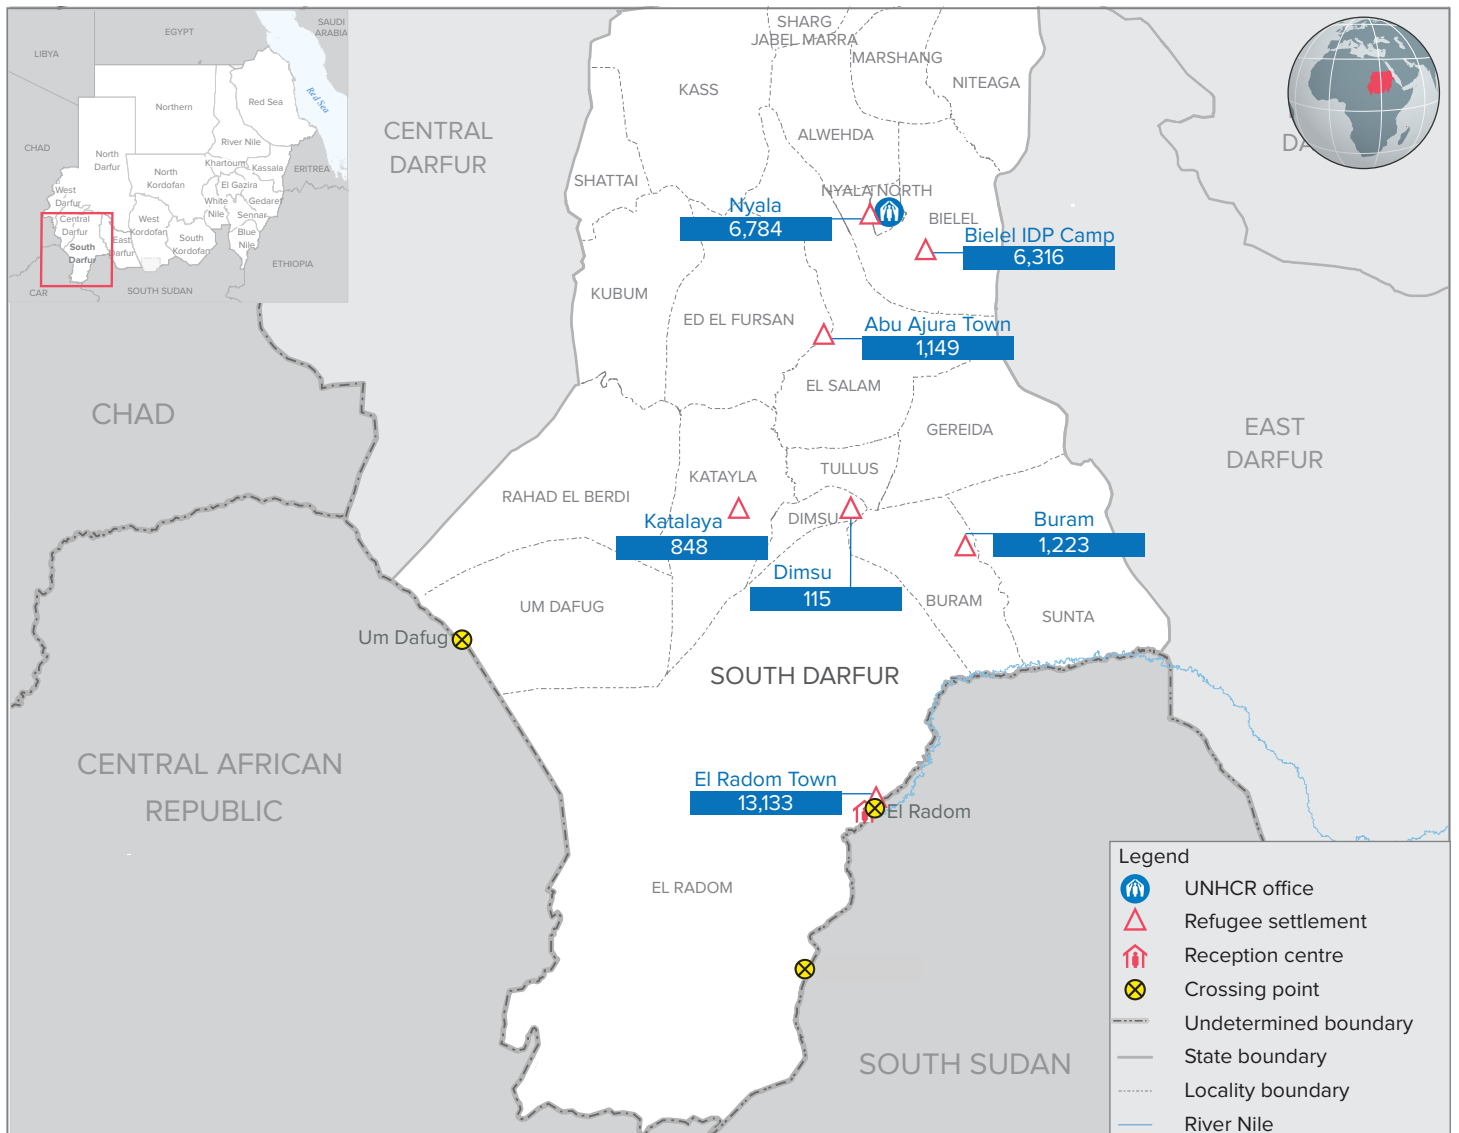 SAUDI
ARABIA
EGYPT
LIBYA
Red Sea
Northern
Red Sea
River Nile
CHAD
North
Darfur
Khartoum
Kassala
ERITREA
North
Kordofan
El Gazira
West
Darfur
White
Nile
Gedaref
Sennar
Central
Darfur
West
Kordofan
Blue
Nile
South
Darfur
East
Darfur
South
Kordofan
ETHIOPIA
CAR
SOUTH SUDAN
SHARG
JABEL MARRA
MARSHANG
NITEAGA
KASS
CENTRAL
DARFUR
ALWEHDA
DA
SHATTAI
NYALA NORTH
Nyala
6,784
BIELEL
Bielel IDP Camp
6,316
KUBUM
ED EL FURSAN
Abu Ajura Town
1,149
EL SALAM
CHAD
GEREIDA
EAST
DARFUR
TULLUS
KATAYLA
RAHAD EL BERDI
DIMSU
Katalaya
848
Buram
1,223
Dimsu
115
UM DAFUG
BURAM
SUNTA
Um Dafug
SOUTH DARFUR
CENTRAL AFRICAN
REPUBLIC
El Radom Town
13,133
El Radom
EL RADOM
SOUTH SUDAN
Legend
UNHCR office
Refugee settlement
Reception centre
Crossing point
Undetermined boundary
State boundary
Locality boundary
River Nile